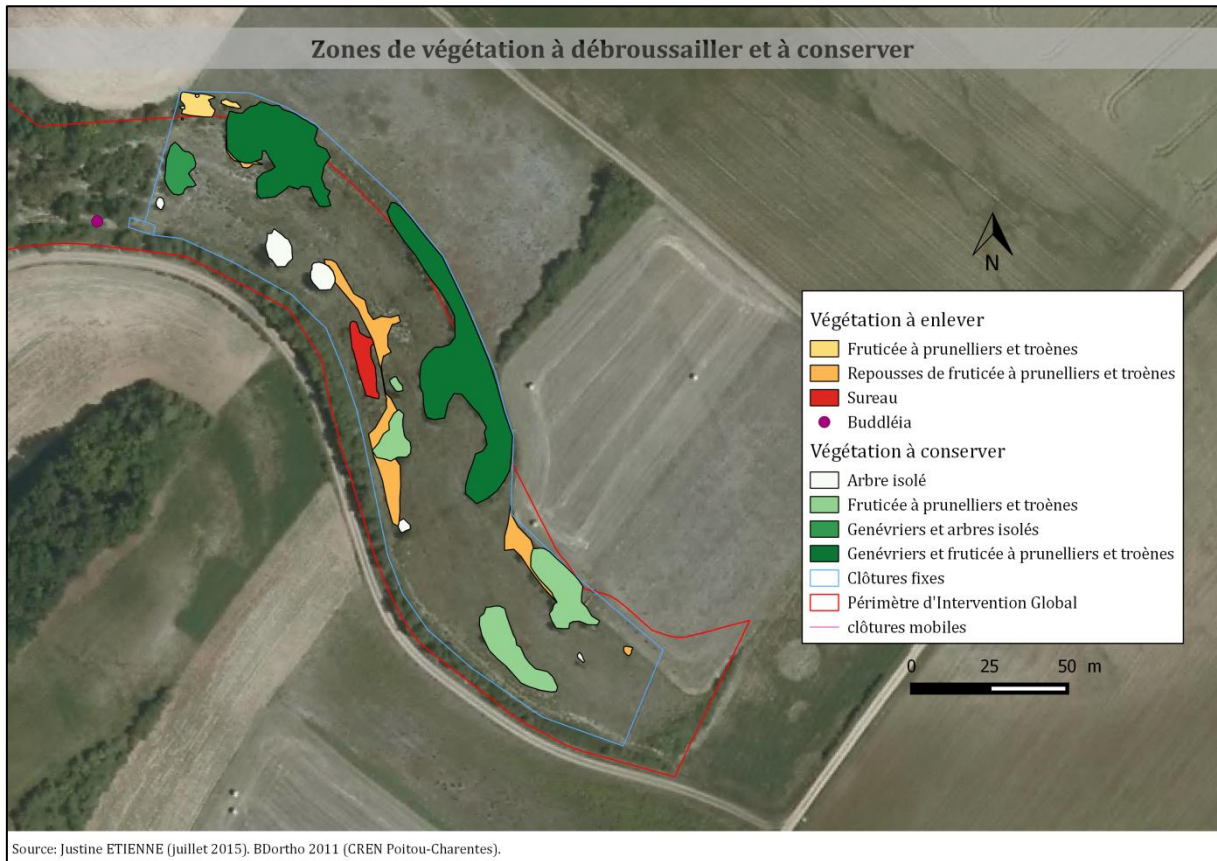 Zones de végétation à débroussailler et à conserver
N
Végétation à enlever
Fruticée à prunelliers et troènes
Repousses de fruticée à prunelliers et troènes
Sureau
Buddléia
Végétation à conserver
Arbre isolé
Fruticée à prunelliers et troènes
Genévriers et arbres isolés
Genévriers et fruticée à prunelliers et troènes
Clôtures fixes
Périmètre d'Intervention Global
clôtures mobiles
0 25 50 m
Source: Justine ETIENNE (juillet 2015). BDortho 2011 (CREN Poitou-Charentes).